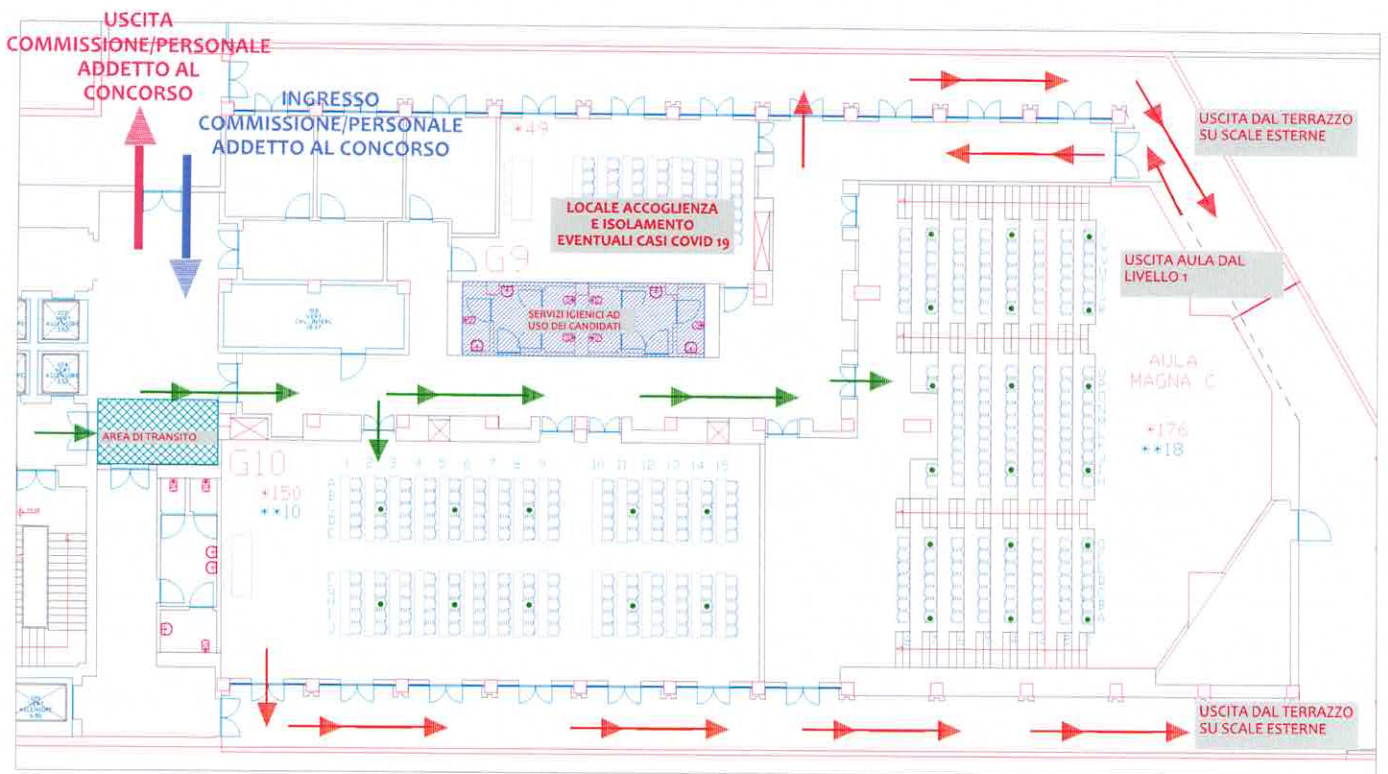 USCITA
COMMISSIONE/PERSONALE
ADDETTO AL
CONCORSO
INGRESSO
COMMISSIONE/PERSONALE
ADDETTO AL CONCORSO
*49
USCITA DAL TERRAZZO
SU SCALE ESTERNE
LOCALE ACCOGLIENZA
E ISOLAMENTO
EVENTUALI CASI COVID 19
G9
USCITA AULA DAL
LIVELLO 1
SERVIZI IGIENICI AD
USO DEI CANDIDATI
AULA
MAGNA C
*176
**18
AREA DI TRANSITO
G10
*150
**10
1 2 3 4 5 6 7 8 9 10 11 12 13 14 15
USCITA DAL TERRAZZO
SU SCALE ESTERNE